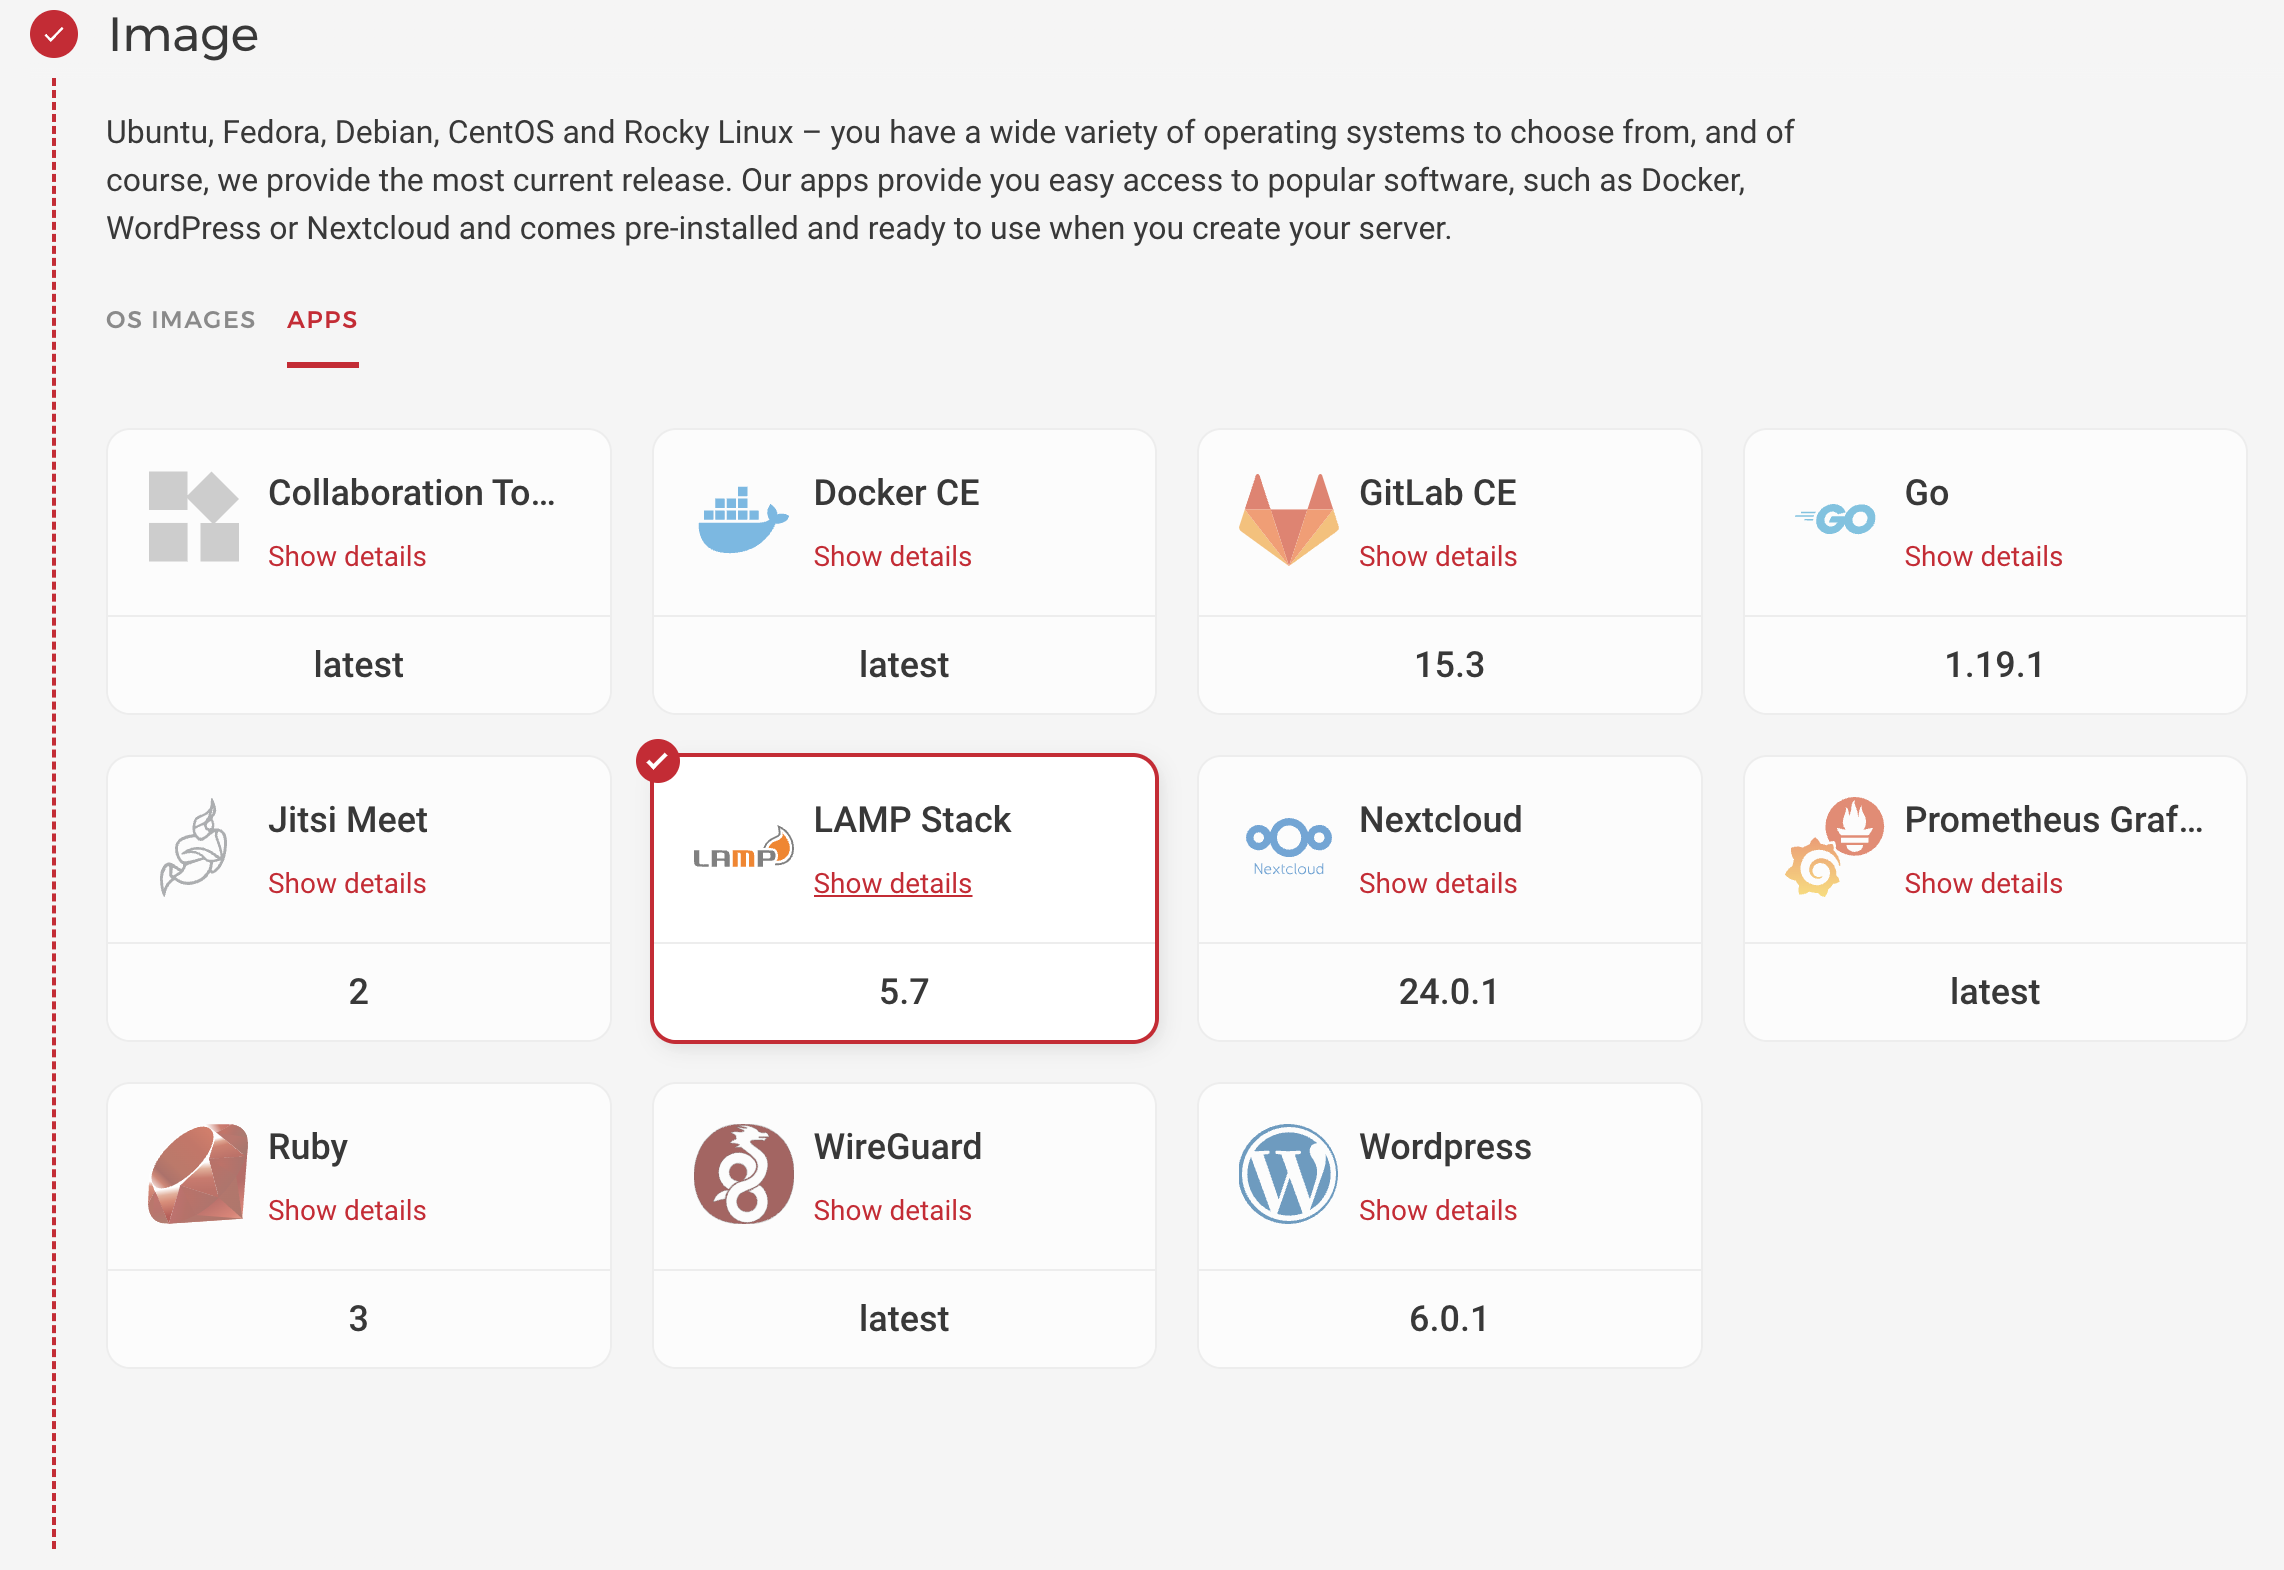 Image
Ubuntu, Fedora, Debian, CentOS and Rocky Linux – you have a wide variety of operating systems to choose from, and of
course, we provide the most current release. Our apps provide you easy access to popular software, such as Docker,
WordPress or Nextcloud and comes pre-installed and ready to use when you create your server.
OS IMAGES APPS
Collaboration To...
Show details
latest
Docker CE
Show details
latest
GitLab CE
Show details
15.3
GO
Go
Show details
1.19.1
Jitsi Meet
Show details
2
LAMP
LAMP Stack
Show details
5.7
Nextcloud
Nextcloud
Show details
24.0.1
Prometheus Graf...
Show details
latest
Ruby
Show details
3
WireGuard
Show details
latest
W
Wordpress
Show details
6.0.1